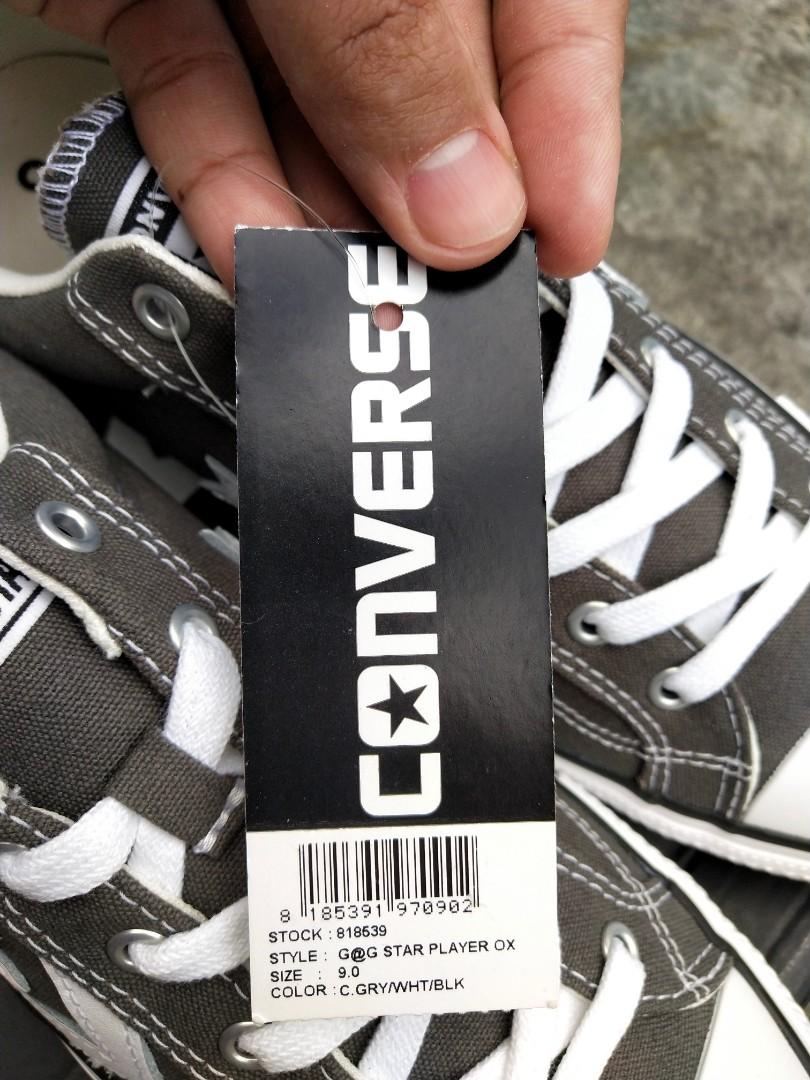 CONVERSE
8 185391 970902
STOCK : 818539
STYLE : G@G STAR PLAYER OX
SIZE : 9.0
COLOR : C.GRY/WHT/BLK